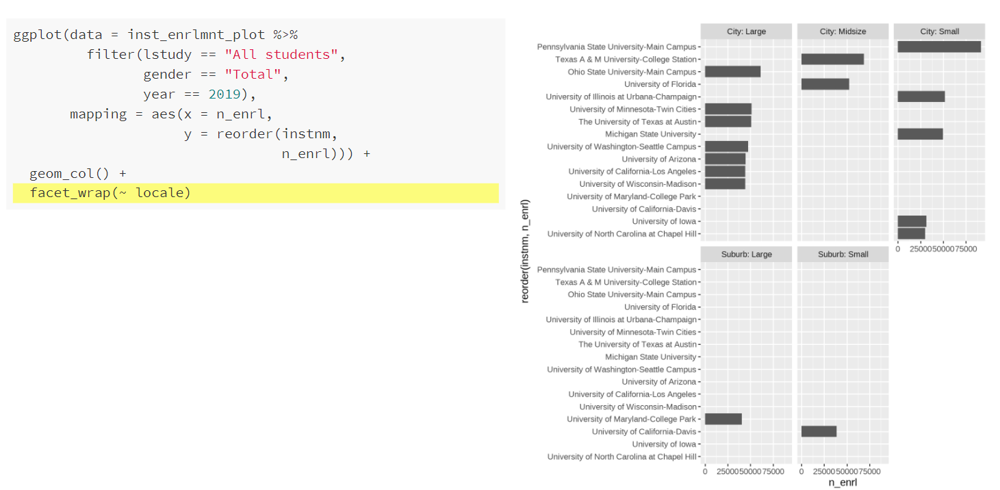 ggplot(data = inst_enrlmnt_plot %>%
filter(lstudy == "All students",
gender == "Total",
year == 2019),
mapping = aes(x = n_enrl,
y = reorder(instnm,
n_enrl))) +
geom_col() +
facet_wrap(~ locale)
City: Large
City: Midsize
City: Small
Pennsylvania State University-Main Campus
Texas A & M University-College Station
Ohio State University-Main Campus
University of Florida
University of Illinois at Urbana-Champaign
University of Minnesota-Twin Cities
The University of Texas at Austin
Michigan State University
University of Washington-Seattle Campus
University of Arizona
University of California-Los Angeles
University of Wisconsin-Madison
University of Maryland-College Park
University of California-Davis
University of Iowa
University of North Carolina at Chapel Hill
0 25000 50000 75000
reorder(instnm, n_enrl)
Suburb: Large
Suburb: Small
Pennsylvania State University-Main Campus
Texas A & M University-College Station
Ohio State University-Main Campus
University of Florida
University of Illinois at Urbana-Champaign
University of Minnesota-Twin Cities
The University of Texas at Austin
Michigan State University
University of Washington-Seattle Campus
University of Arizona
University of California-Los Angeles
University of Wisconsin-Madison
University of Maryland-College Park
University of California-Davis
University of Iowa
University of North Carolina at Chapel Hill
0 25000 50000 75000
0 25000 50000 75000
n_enrl